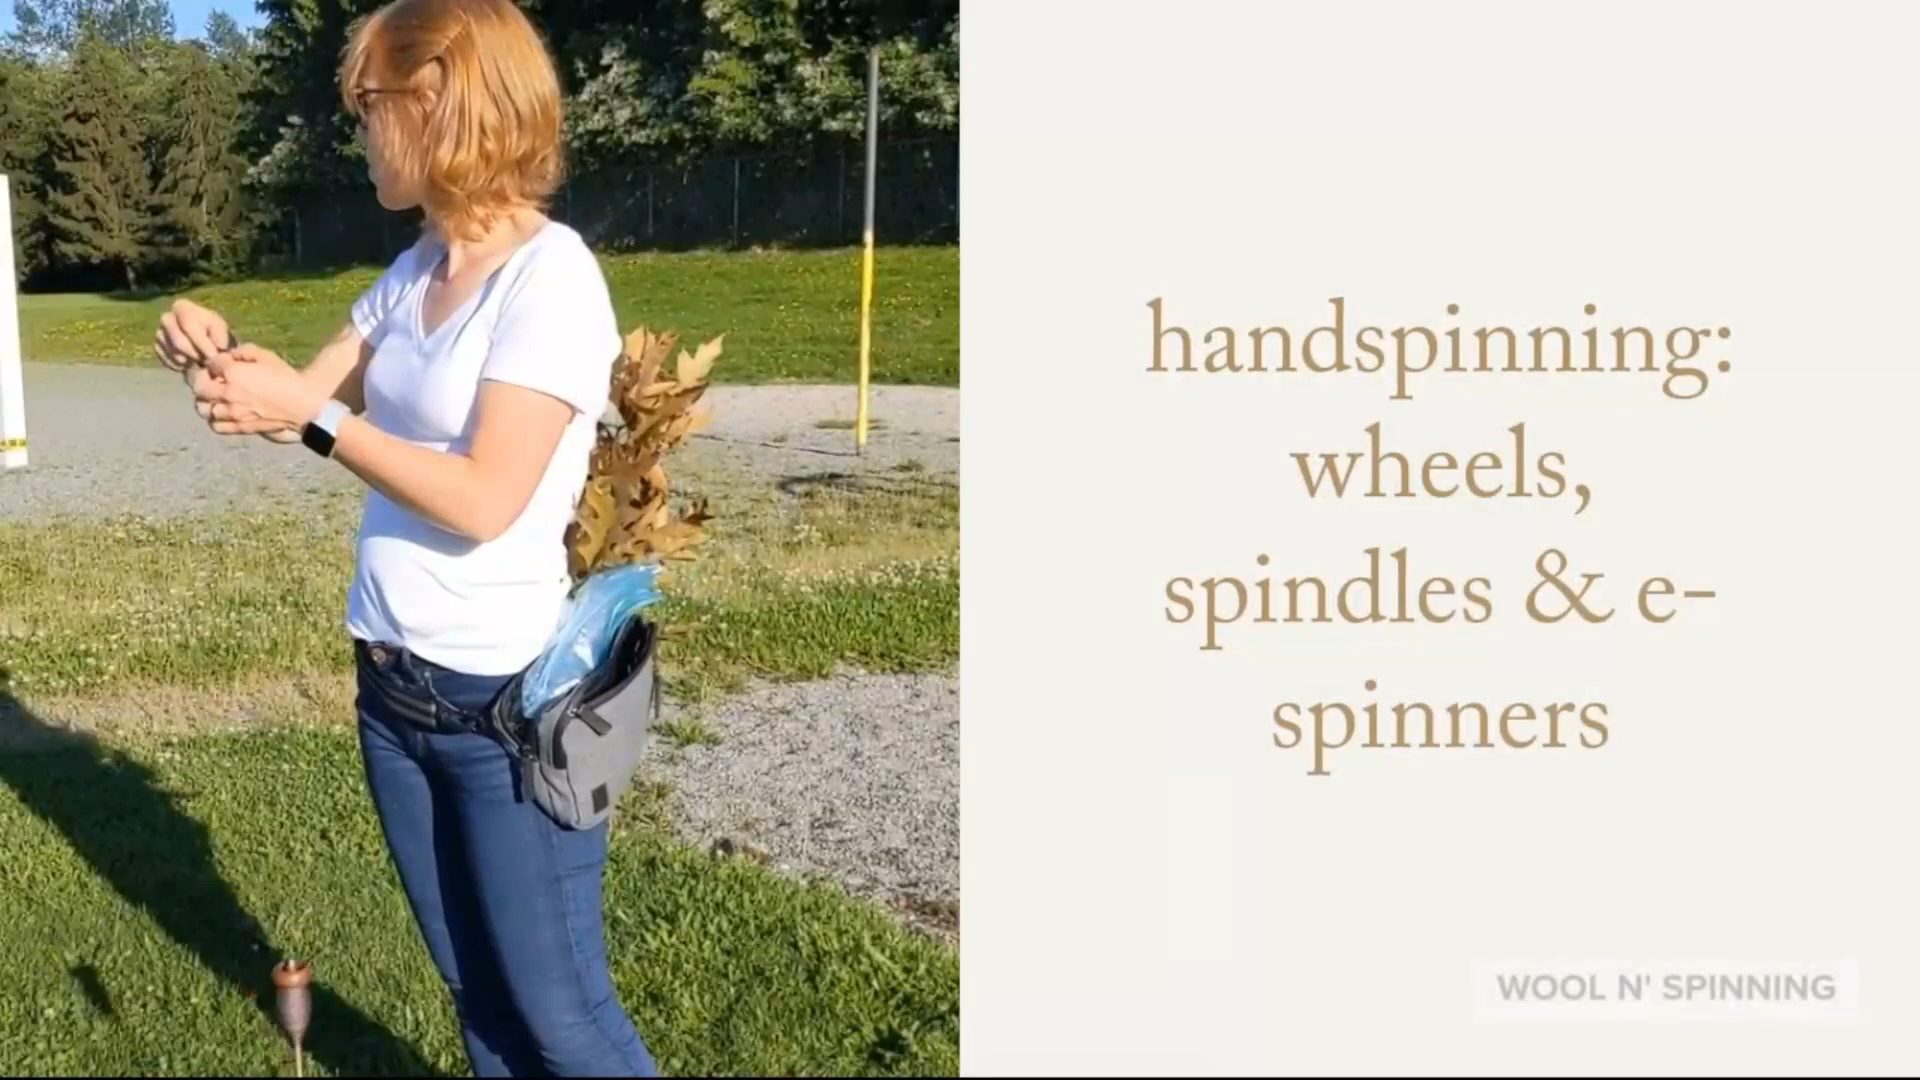 handspinning:
wheels,
spindles & e-
spinners
WOOL N' SPINNING